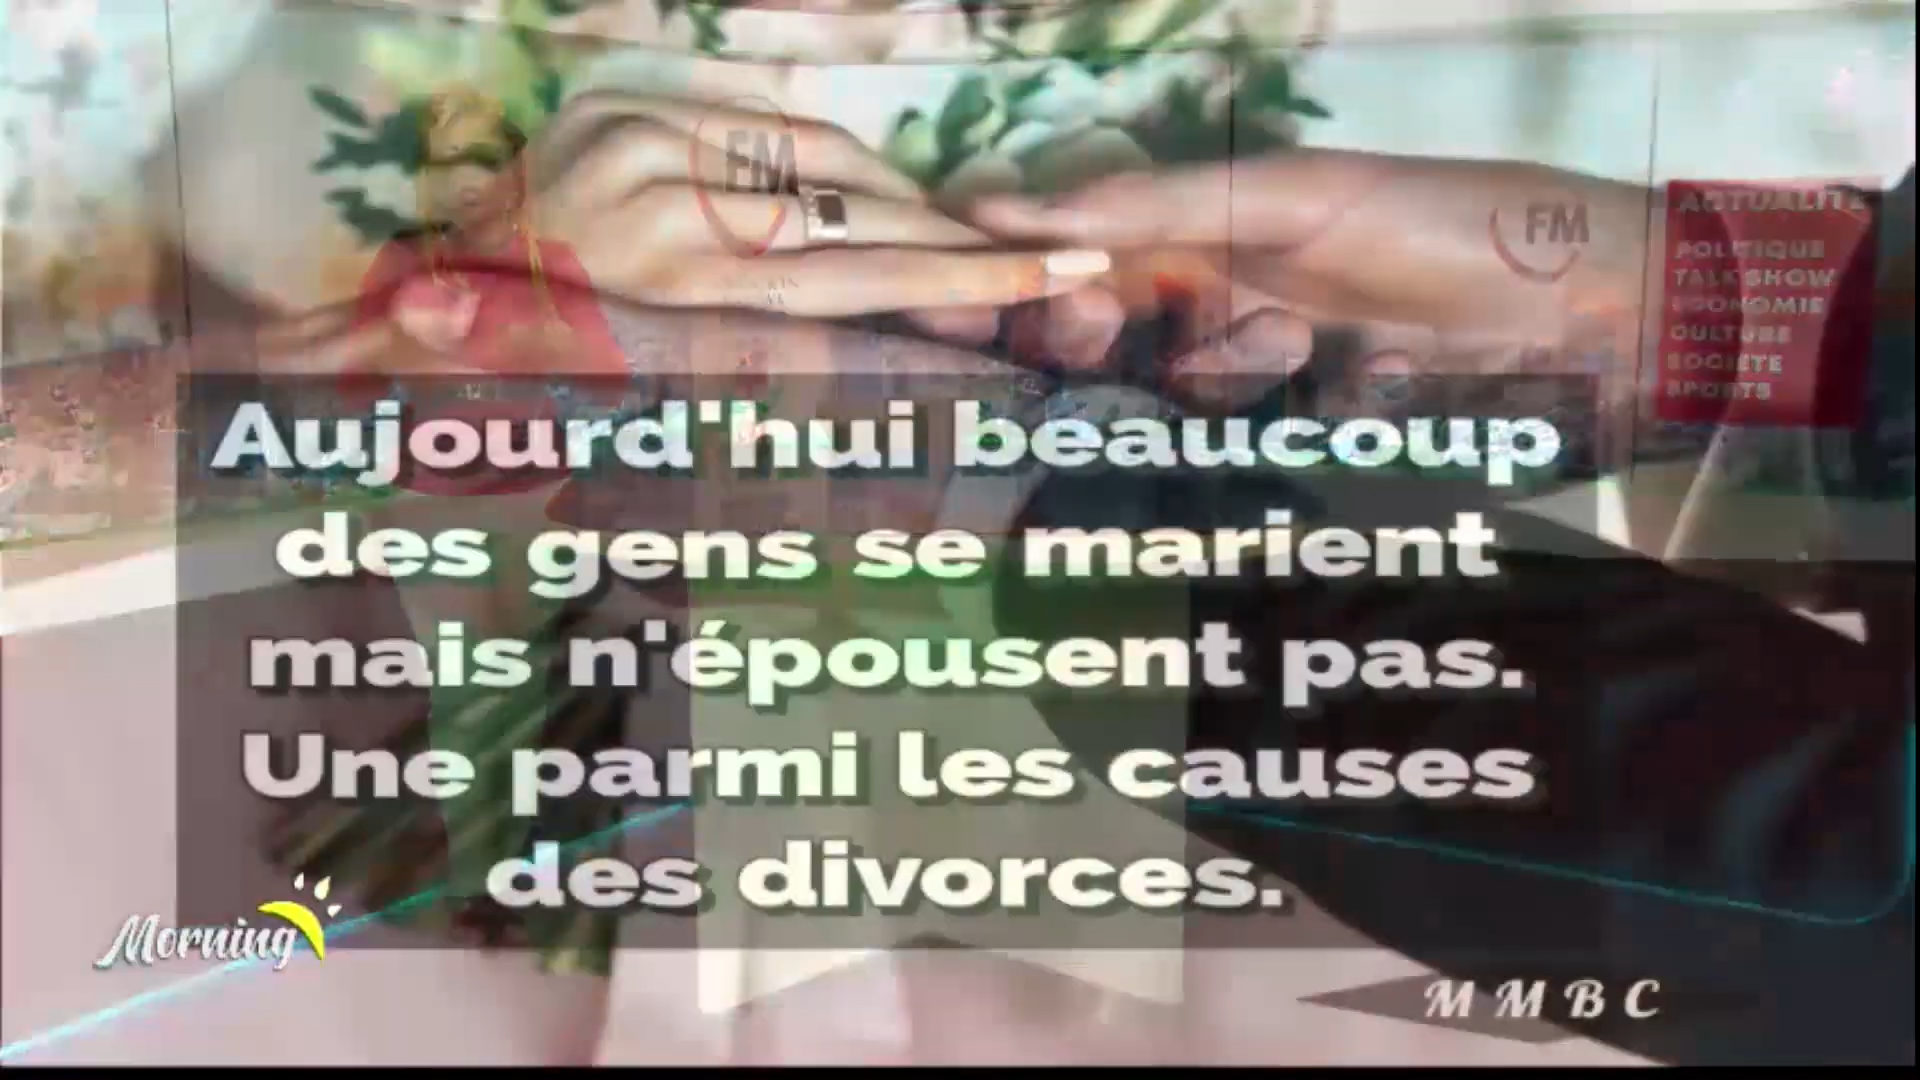 FM
FM
ACTUALITE
POLITIQUE
TALK SHOW
ECONOMIE
CULTURE
SOCIETE
SPORTS
Aujourd'hui beaucoup
des gens se marient
mais n'épousent pas.
Une parmi les causes
des divorces.
Morning
M M B C